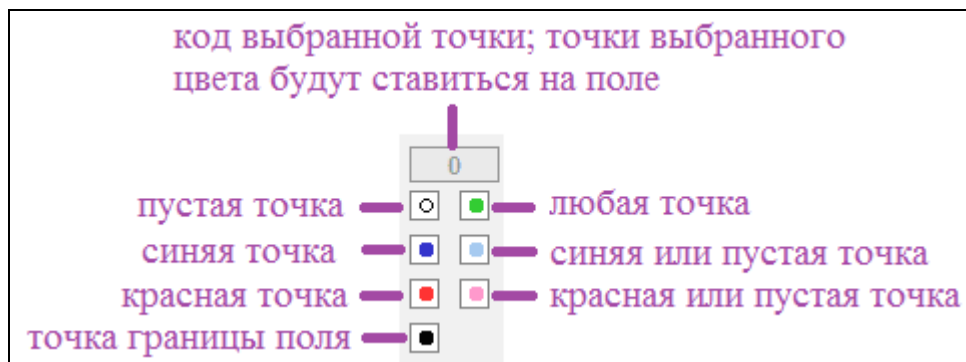 код выбранной точки; точки выбранного
цвета будут ставиться на поле
0
пустая точка любая точка
синяя точка синяя или пустая точка
красная точка красная или пустая точка
точка границы поля